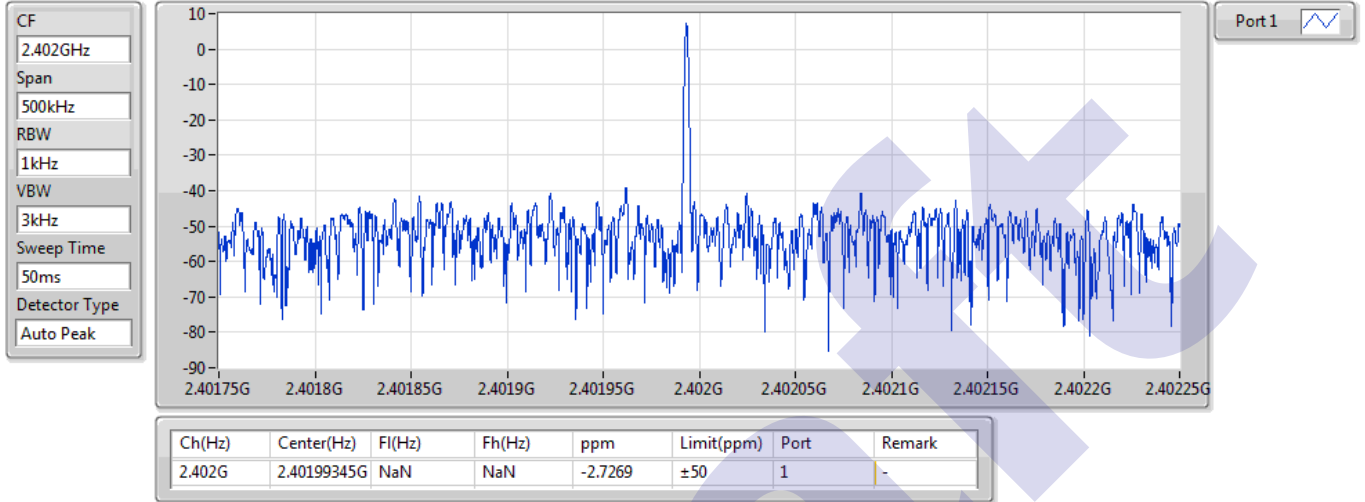 CF
2.402GHz
Span
500kHz
RBW
1kHz
VBW
3kHz
Sweep Time
50ms
Detector Type
Auto Peak
10
0
-10
-20
-30
-40
-50
-60
-70
-80
-90
2.40175G 2.4018G 2.40185G 2.4019G 2.40195G 2.402G 2.40205G 2.4021G 2.40215G 2.4022G 2.40225G
Port 1
Ch(Hz) Center(Hz) Fl(Hz) Fh(Hz) ppm Limit(ppm) Port Remark
2.402G 2.40199345G NaN NaN -2.7269 ±50 1 -